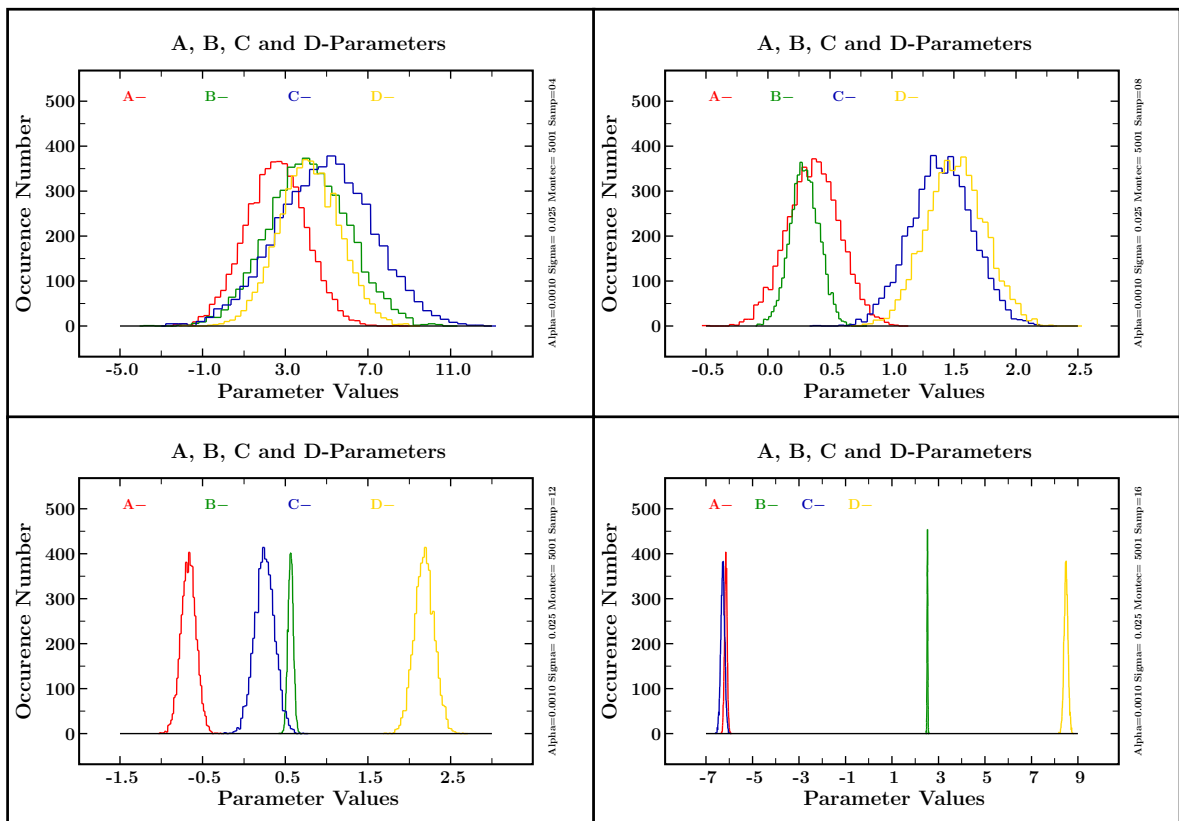 A, B, C and D-Parameters
500
400
300
200
100
0
Occurence Number
A–
B–
C–
D–
-5.0
-1.0
3.0
7.0
11.0
Parameter Values
Alpha=0.0010 Sigma= 0.025 Montec= 5001 Samp=04
A, B, C and D-Parameters
500
400
300
200
100
0
Occurence Number
A–
B–
C–
D–
-0.5
0.0
0.5
1.0
1.5
2.0
2.5
Parameter Values
Alpha=0.0010 Sigma= 0.025 Montec= 5001 Samp=08
A, B, C and D-Parameters
500
400
300
200
100
0
Occurence Number
A–
B–
C–
D–
-1.5
-0.5
0.5
1.5
2.5
Parameter Values
Alpha=0.0010 Sigma= 0.025 Montec= 5001 Samp=12
A, B, C and D-Parameters
500
400
300
200
100
0
Occurence Number
A–
B–
C–
D–
-7
-5
-3
-1
1
3
5
7
9
Parameter Values
Alpha=0.0010 Sigma= 0.025 Montec= 5001 Samp=16